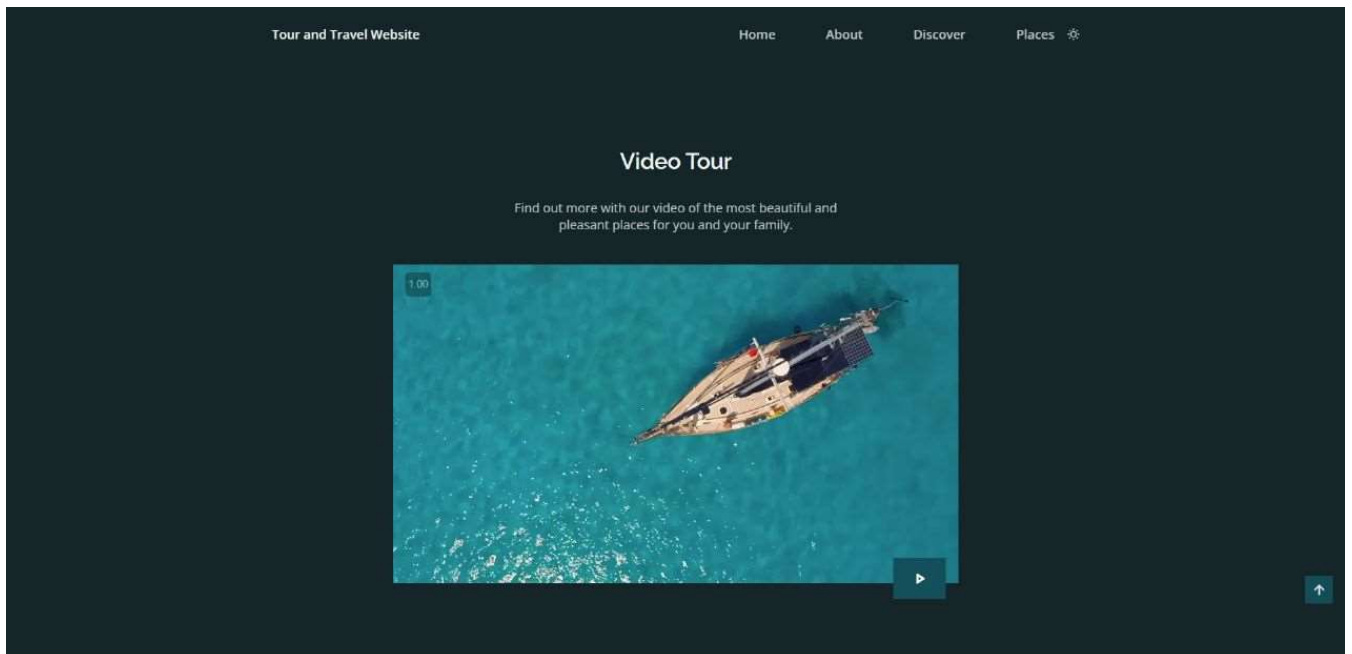 Tour and Travel Website
Home About Discover Places
Video Tour
Find out more with our video of the most beautiful and
pleasant places for you and your family.
1.00